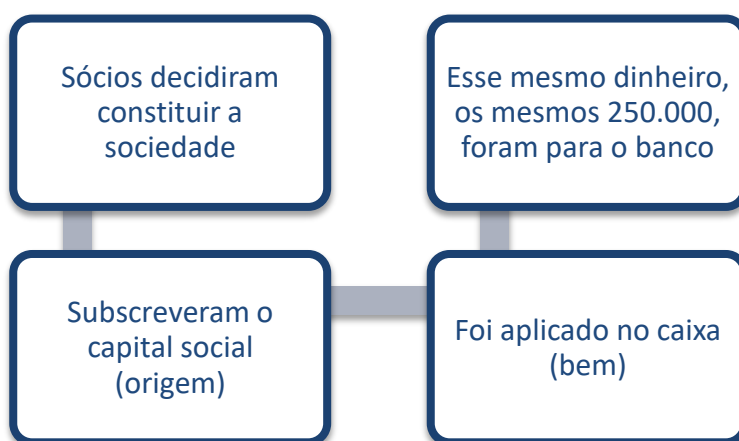 Sócios decidiram
constituir a
sociedade
Subscreveram o
capital social
(origem)
Foi aplicado no caixa
(bem)
Esse mesmo dinheiro,
os mesmos 250.000,
foram para o banco